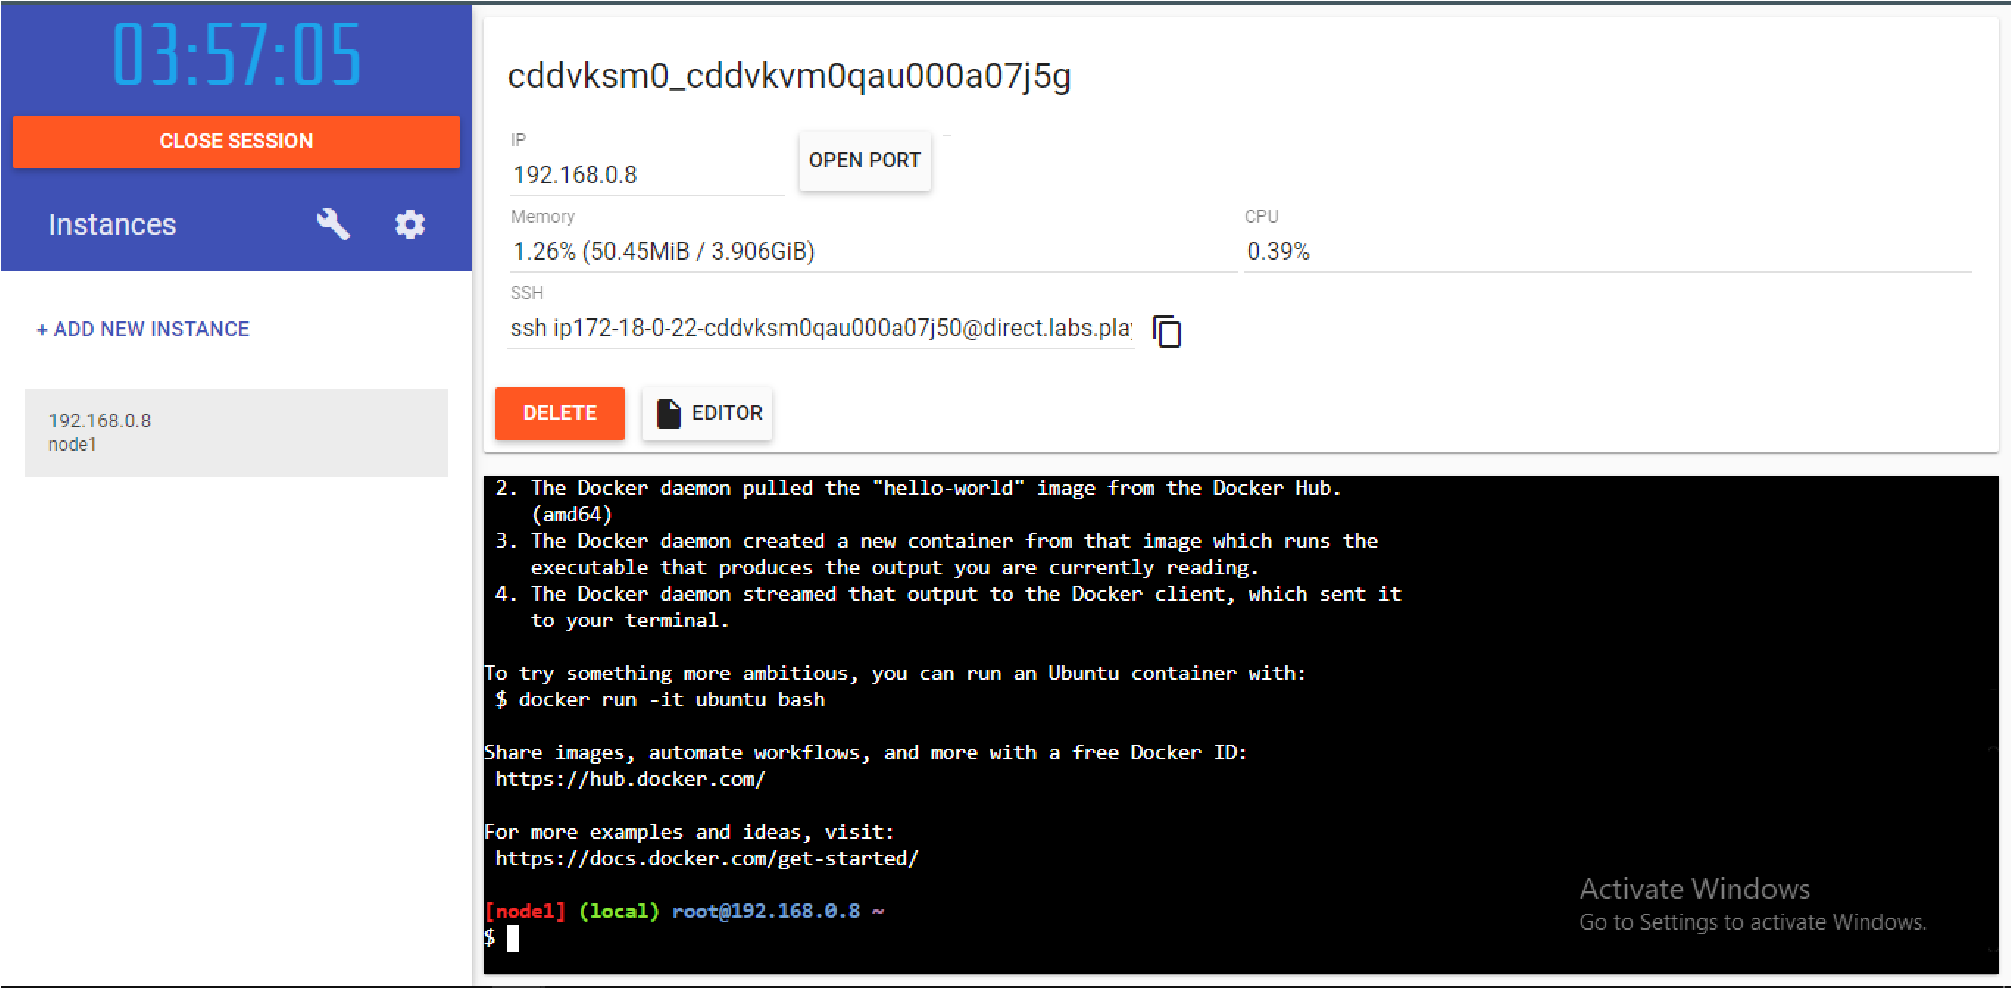 03:57:05
CLOSE SESSION
Instances
+ ADD NEW INSTANCE
192.168.0.8
node1
cddvksm0_cddvkvm0qau000a07j5g
IP
192.168.0.8
OPEN PORT
Memory
1.26% (50.45MiB / 3.906GiB)
CPU
0.39%
SSH
ssh ip172-18-0-22-cddvksm0qau000a07j50@direct.labs.pla
DELETE
EDITOR
2. The Docker daemon pulled the "hello-world" image from the Docker Hub.
(amd64)
3. The Docker daemon created a new container from that image which runs the
executable that produces the output you are currently reading.
4. The Docker daemon streamed that output to the Docker client, which sent it
to your terminal.
To try something more ambitious, you can run an Ubuntu container with:
$ docker run -it ubuntu bash
Share images, automate workflows, and more with a free Docker ID:
https://hub.docker.com/
For more examples and ideas, visit:
https://docs.docker.com/get-started/
[node1] (local) root@192.168.0.8 ~
$
Activate Windows
Go to Settings to activate Windows.